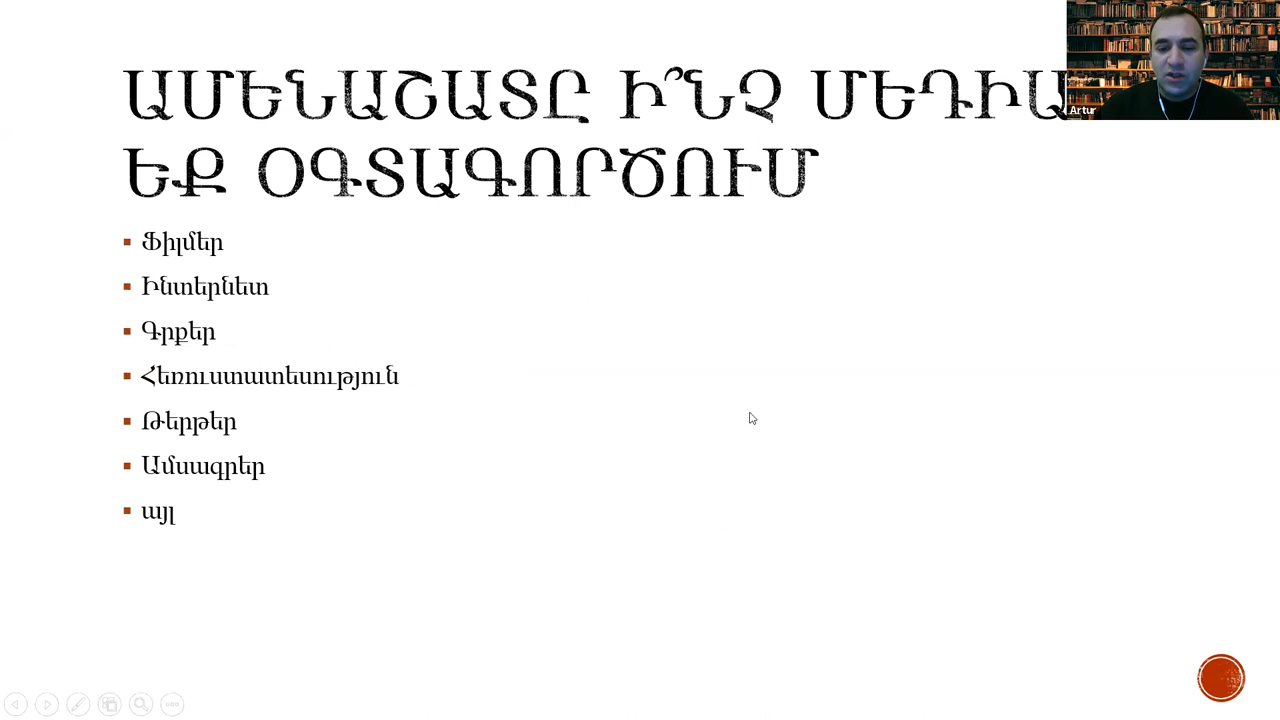 ԱՄԵՆԱՇԱՏԸ Ի՞ՆՉ ՄԵԴԻԱ
ԵՔ ՕԳՏԱԳՈՐԾՈՒՄ
Ֆիլմեր
Ինտերնետ
Գրքեր
Հեռուստատեսություն
Թերթեր
Ամսագրեր
այլ
Artur